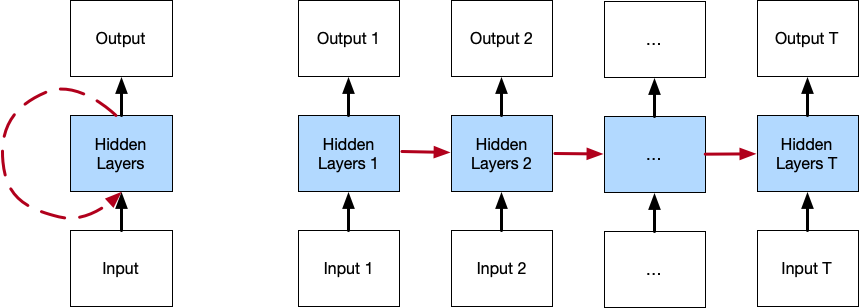 Output
Output 1
Output 2
...
Output T
Hidden
Layers
Hidden
Layers 1
Hidden
Layers 2
...
Hidden
Layers T
Input
Input 1
Input 2
...
Input T